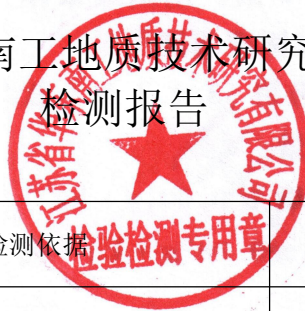 南工地质技术研究
检测报告
江苏省华东南工地质技术研究有限公司
检测依据
检验检测专用章